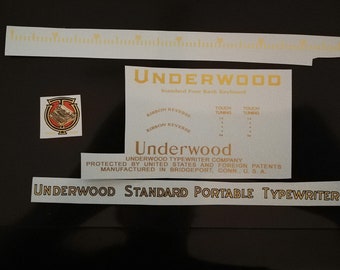 UNDERWOOD
Standard Four Bank Keyboard
RIBBON REVERSE
TOUCH TUNING
TOUCH TUNING
RIBBON REVERSE
Underwood
UNDERWOOD TYPEWRITER COMPANY
PROTECTED BY UNITED STATES AND FOREIGN PATENTS
MANUFACTURED IN BRIDGEPORT, CONN., U. S. A.
UNDERWOOD STANDARD PORTABLE TYPEWRITER